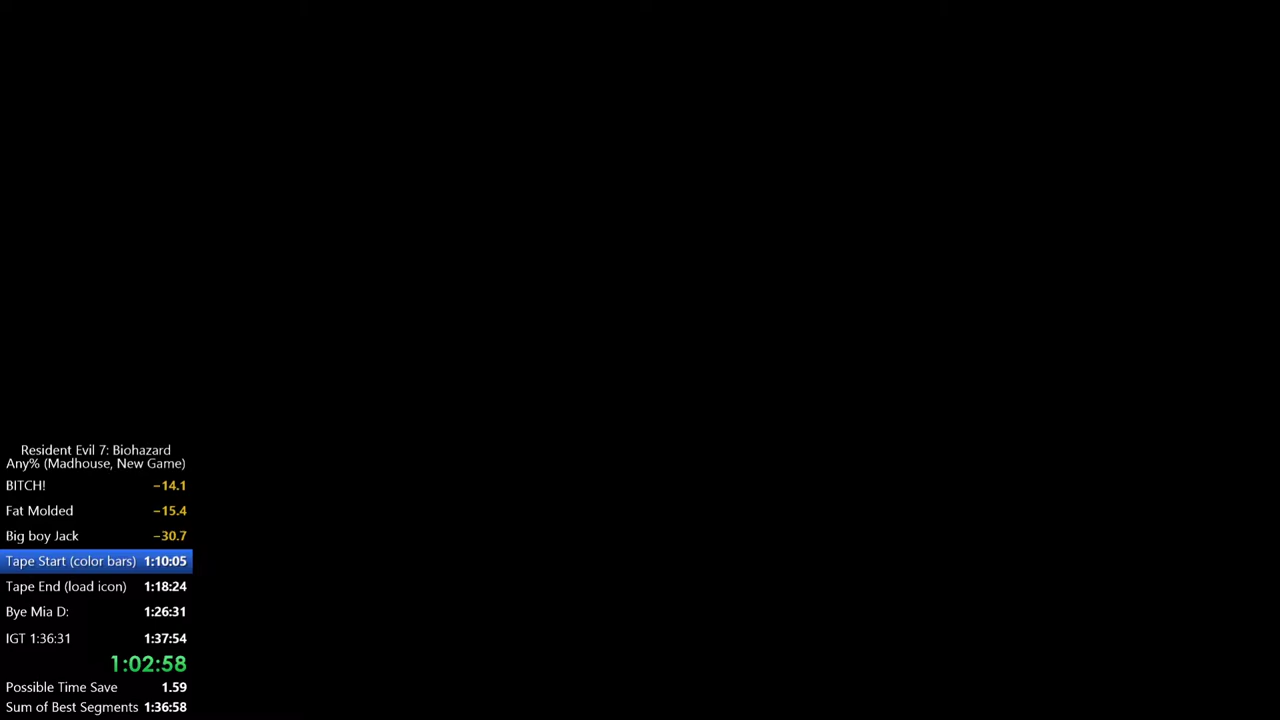 Resident Evil 7: Biohazard
Any% (Madhouse, New Game)
BITCH! −14.1
Fat Molded −15.4
Big boy Jack −30.7
Tape Start (color bars) 1:10:05
Tape End (load icon) 1:18:24
Bye Mia D: 1:26:31
IGT 1:36:31 1:37:54
1:02:58
Possible Time Save 1.59
Sum of Best Segments 1:36:58